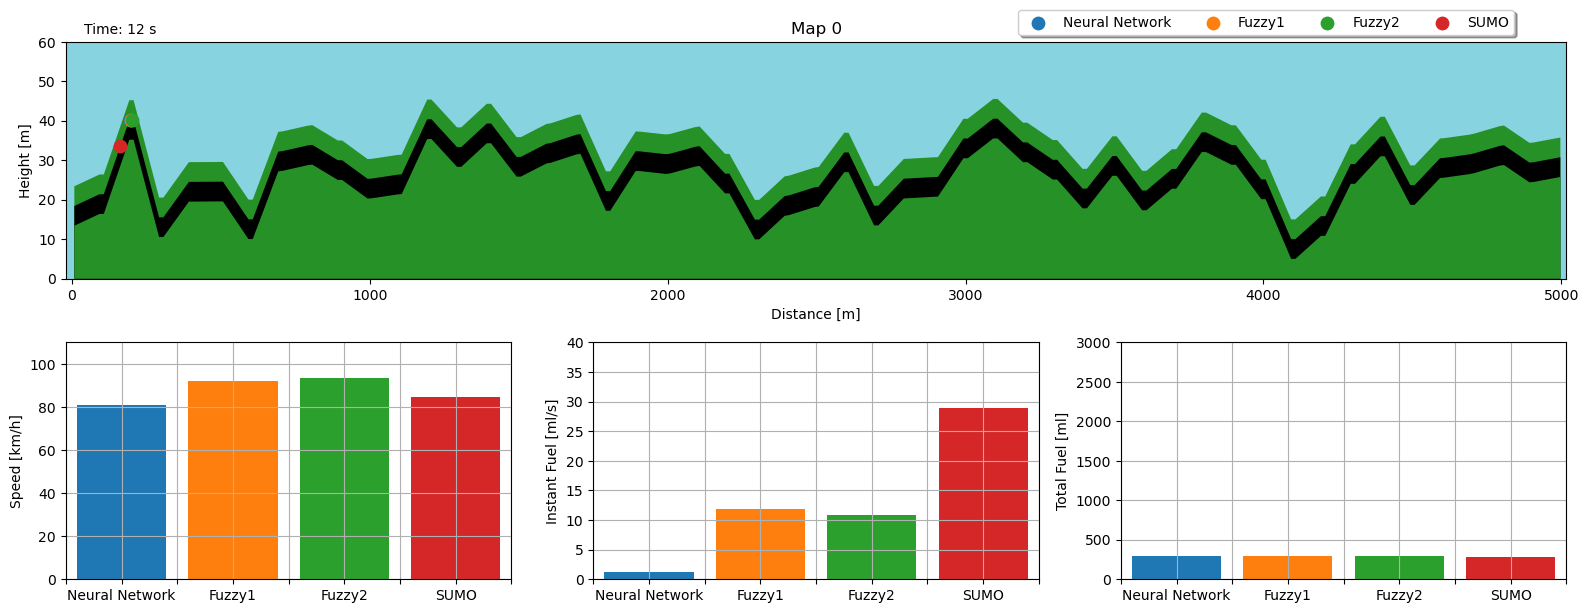 Time: 12 s
Map 0
Neural Network Fuzzy1 Fuzzy2 SUMO
Height [m]
60
50
40
30
20
10
0
0 1000 2000 3000 4000 5000
Distance [m]
Speed [km/h]
100
80
60
40
20
0
Neural Network Fuzzy1 Fuzzy2 SUMO
Instant Fuel [ml/s]
40
35
30
25
20
15
10
5
0
Neural Network Fuzzy1 Fuzzy2 SUMO
Total Fuel [ml]
3000
2500
2000
1500
1000
500
0
Neural Network Fuzzy1 Fuzzy2 SUMO